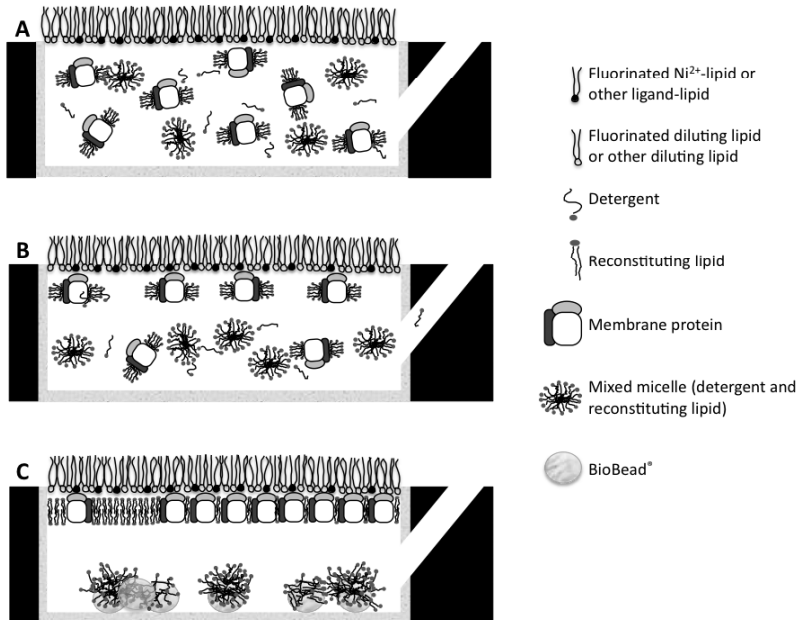 A
B
C
Fluorinated Ni²⁺-lipid or
other ligand-lipid
Fluorinated diluting lipid
or other diluting lipid
Detergent
Reconstituting lipid
Membrane protein
Mixed micelle (detergent and
reconstituting lipid)
BioBead®